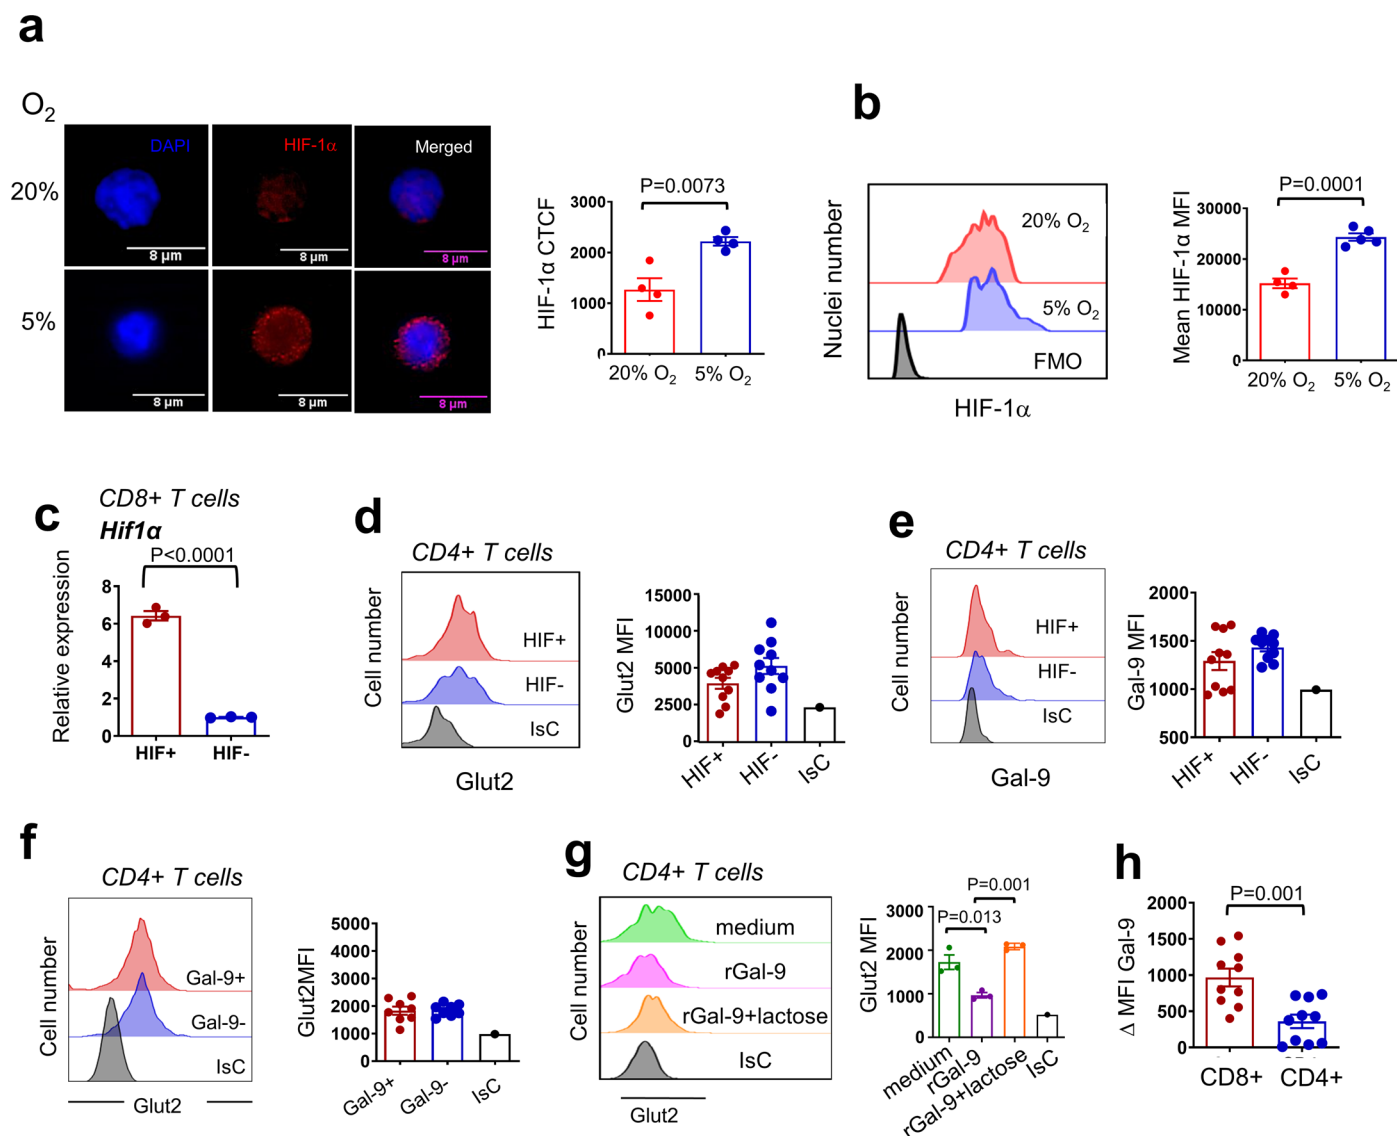 a
O2
20%
5%
DAPI
HIF-1α
Merged
8 µm
8 µm
8 µm
8 µm
8 µm
8 µm
HIF-1α CTCF
P=0.0073
3000
2000
1000
0
20% O2
5% O2
b
Nuclei number
20% O2
5% O2
FMO
HIF-1α
Mean HIF-1α MFI
P=0.0001
30000
20000
10000
0
20% O2
5% O2
c
CD8+ T cells
Hif1α
P<0.0001
Relative expression
8
6
4
2
0
HIF+
HIF-
d
CD4+ T cells
Cell number
HIF+
HIF-
IsC
Glut2
Glut2 MFI
15000
10000
5000
2500
0
HIF+
HIF-
IsC
e
CD4+ T cells
Cell number
HIF+
HIF-
IsC
Gal-9
Gal-9 MFI
2000
1500
1000
500
HIF+
HIF-
IsC
f
CD4+ T cells
Cell number
Gal-9+
Gal-9-
IsC
Glut2
Glut2MFI
5000
4000
3000
2000
1000
0
Gal-9+
Gal-9-
IsC
g
CD4+ T cells
Cell number
medium
rGal-9
rGal-9+lactose
IsC
Glut2
Glut2 MFI
P=0.001
P=0.013
3000
2000
1000
0
medium
rGal-9
rGal-9+lactose
IsC
h
Δ MFI Gal-9
P=0.001
2000
1500
1000
500
0
CD8+
CD4+